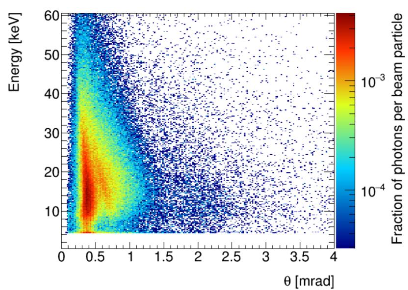 Energy [keV]
60
50
40
30
20
10
0 0.5 1 1.5 2 2.5 3 3.5 4
θ [mrad]
10⁻³
10⁻⁴
Fraction of photons per beam particle